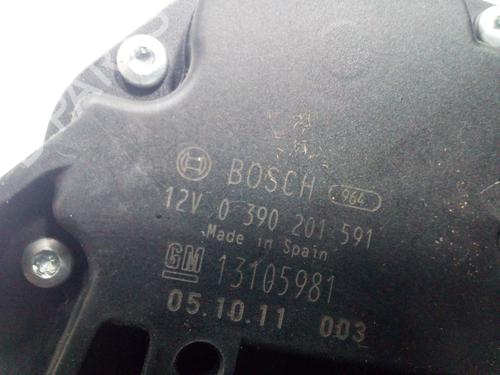 BOSCH 964
12V 0 390 201 591
Made in Spain
GM 13105981
05.10.11 003